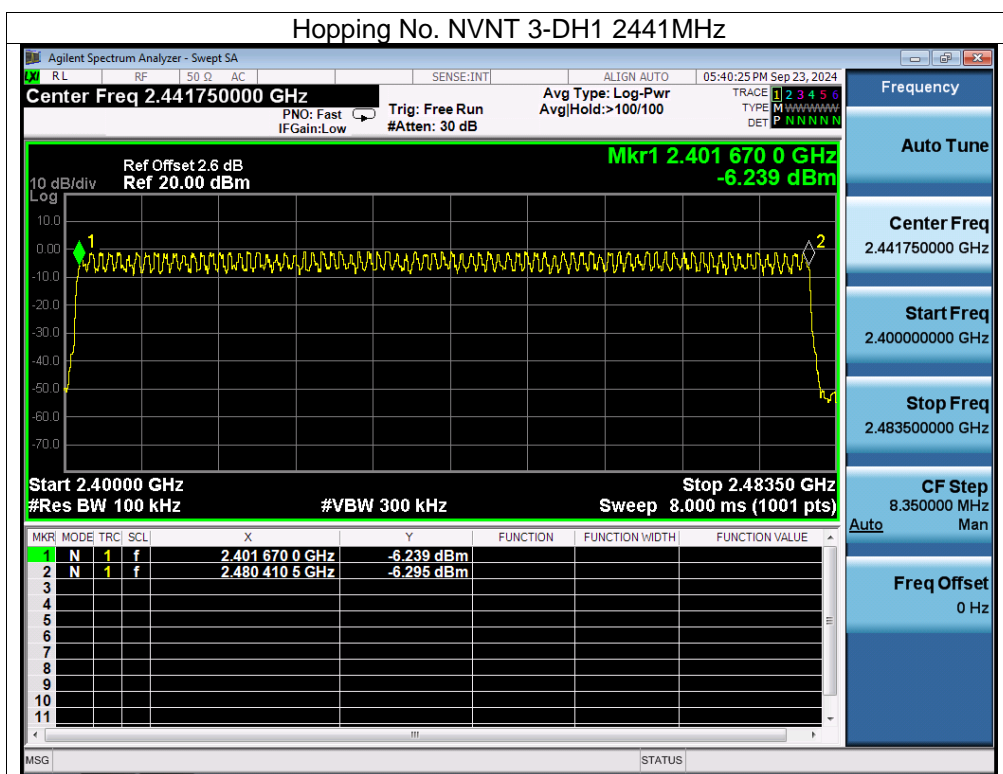 Hopping No. NVNT 3-DH1 2441MHz
Agilent Spectrum Analyzer - Swept SA
LXI RL RF 50 Ω AC SENSE:INT ALIGN AUTO 05:40:25 PM Sep 23, 2024
Center Freq 2.441750000 GHz
PNO: Fast
IFGain:Low
Trig: Free Run
#Atten: 30 dB
Avg Type: Log-Pwr
Avg|Hold:>100/100
TRACE 1 2 3 4 5 6
TYPE M W W W W W
DET P N N N N N
Mkr1 2.401 670 0 GHz
-6.239 dBm
Ref Offset 2.6 dB
10 dB/div Ref 20.00 dBm
Log
10.0
0.00
-10.0
-20.0
-30.0
-40.0
-50.0
-60.0
-70.0
1
2
Start 2.40000 GHz Stop 2.48350 GHz
#Res BW 100 kHz #VBW 300 kHz Sweep 8.000 ms (1001 pts)
MKR MODE TRC SCL X Y FUNCTION FUNCTION WIDTH FUNCTION VALUE
1 N 1 f 2.401 670 0 GHz -6.239 dBm
2 N 1 f 2.480 410 5 GHz -6.295 dBm
3
4
5
6
7
8
9
10
11
MSG STATUS
Frequency
Auto Tune
Center Freq
2.441750000 GHz
Start Freq
2.400000000 GHz
Stop Freq
2.483500000 GHz
CF Step
8.350000 MHz
Auto Man
Freq Offset
0 Hz